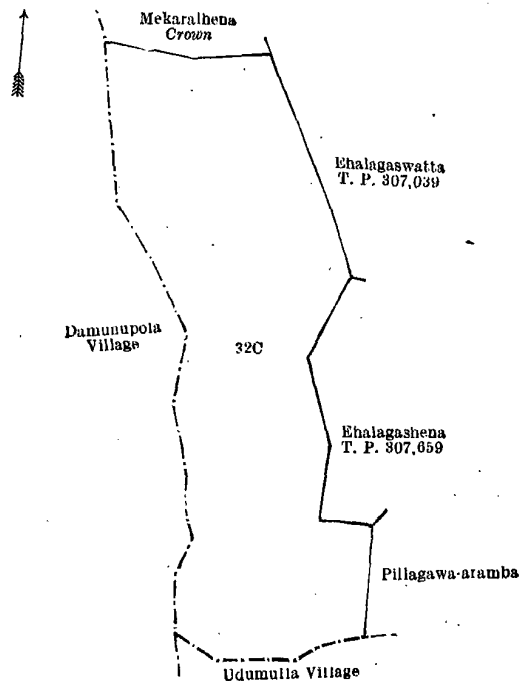 Mekaralhena
Crown
Ehalagaswatta
T. P. 307,039
Damunupola
Village
32C
Ehalagashena
T. P. 307,659
Pillagawa-aramba
Udumulla Village